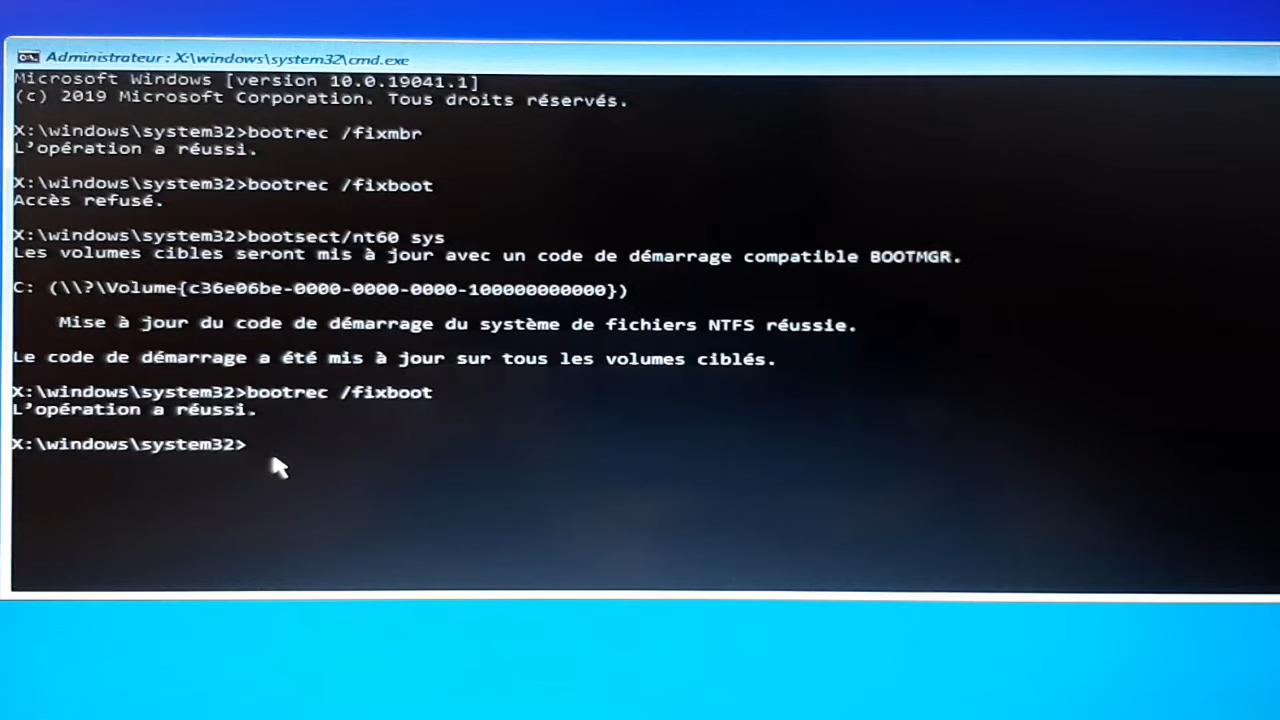 Administrateur : X:\windows\system32\cmd.exe
Microsoft Windows [version 10.0.19041.1]
(c) 2019 Microsoft Corporation. Tous droits réservés.
X:\windows\system32>bootrec /fixmbr
L'opération a réussi.
X:\windows\system32>bootrec /fixboot
Accès refusé.
X:\windows\system32>bootsect/nt60 sys
Les volumes cibles seront mis à jour avec un code de démarrage compatible BOOTMGR.
C: (\\?\Volume{c36e06be-0000-0000-0000-100000000000})
Mise à jour du code de démarrage du système de fichiers NTFS réussie.
Le code de démarrage a été mis à jour sur tous les volumes ciblés.
X:\windows\system32>bootrec /fixboot
L'opération a réussi.
X:\windows\system32>